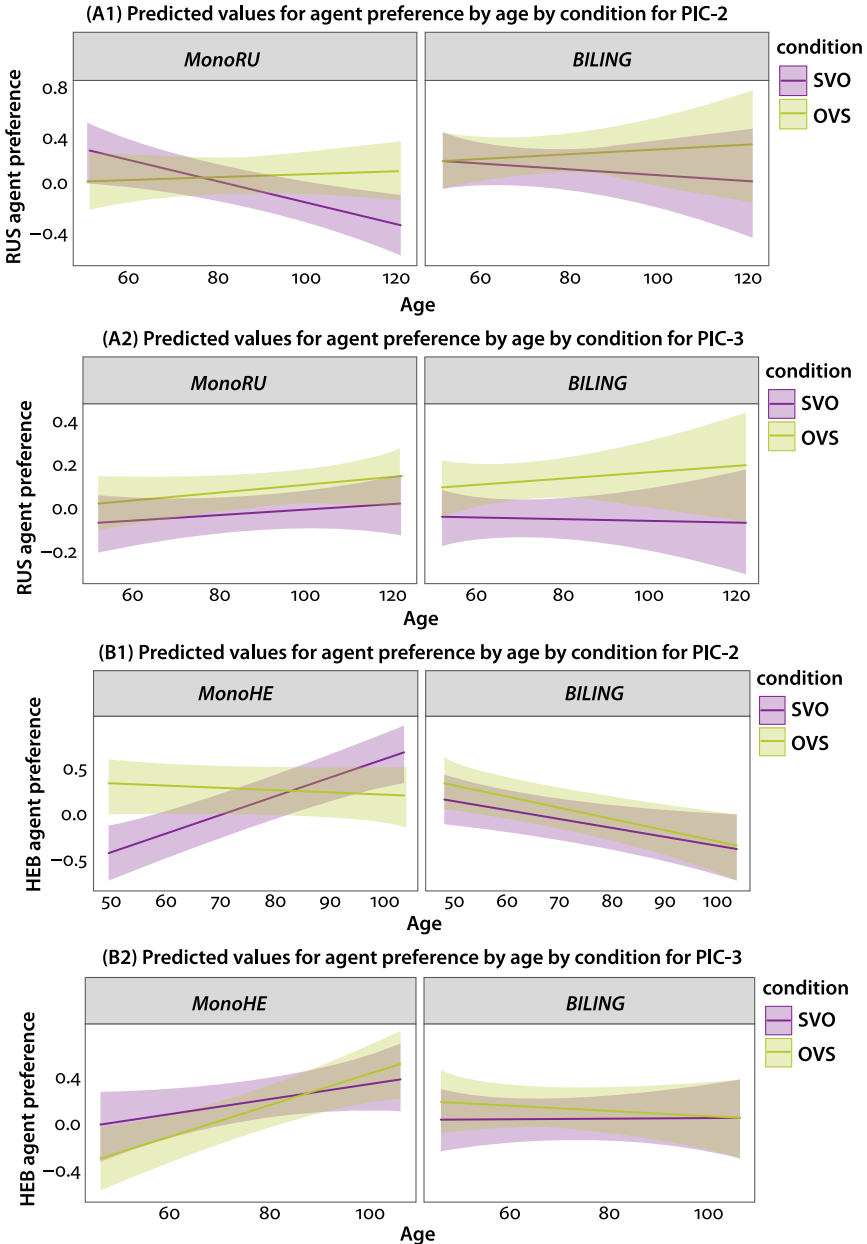 (A1) Predicted values for agent preference by age by condition for PIC-2
MonoRU
BILING
condition
SVO
OVS
RUS agent preference
0.8
0.4
0.0
−0.4
60
80
100
120
60
80
100
120
Age
(A2) Predicted values for agent preference by age by condition for PIC-3
MonoRU
BILING
condition
SVO
OVS
RUS agent preference
0.4
0.2
0.0
−0.2
60
80
100
120
60
80
100
120
Age
(B1) Predicted values for agent preference by age by condition for PIC-2
MonoHE
BILING
condition
SVO
OVS
HEB agent preference
0.5
0.0
−0.5
50
60
70
80
90
100
50
60
70
80
90
100
Age
(B2) Predicted values for agent preference by age by condition for PIC-3
MonoHE
BILING
condition
SVO
OVS
HEB agent preference
0.4
0.0
−0.4
60
80
100
60
80
100
Age